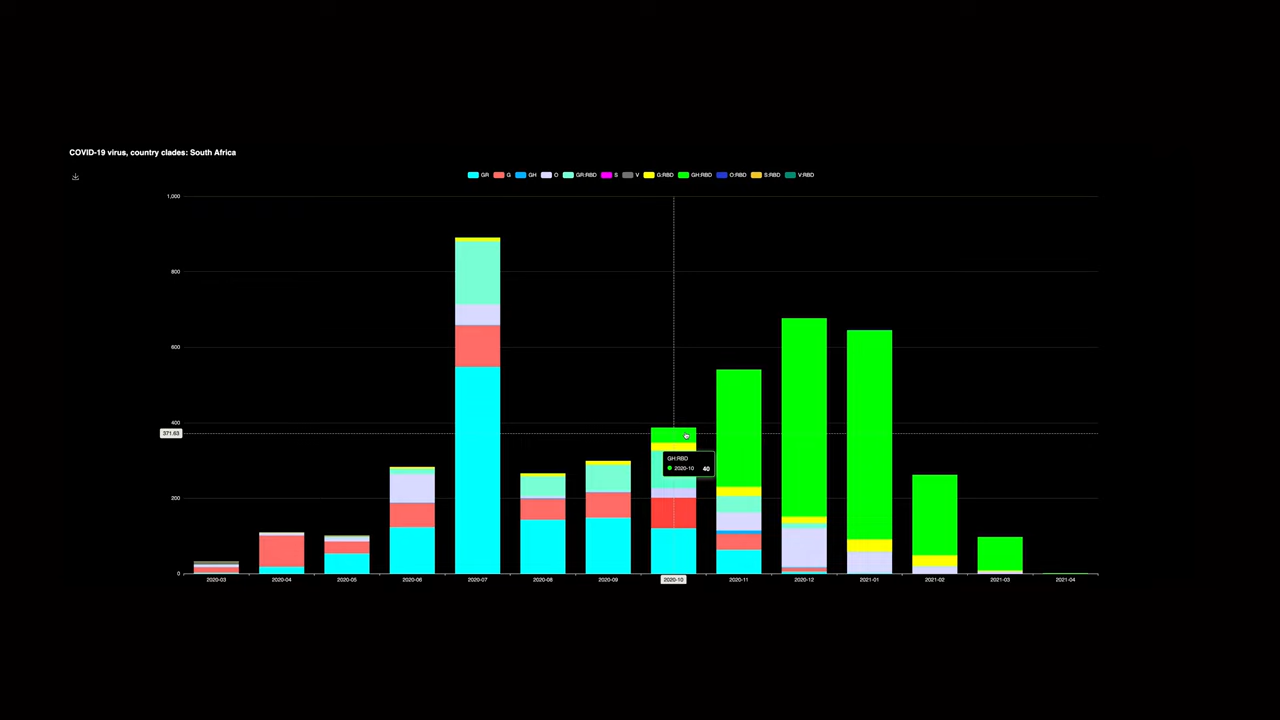 COVID-19 virus, country clades: South Africa
GR G GH O GR:RBD S V G:RBD GH:RBD O:RBD S:RBD V:RBD
1,000
800
600
400
371.63
200
0
GH:RBD
2020-10 40
2020-03 2020-04 2020-05 2020-06 2020-07 2020-08 2020-09 2020-10 2020-11 2020-12 2021-01 2021-02 2021-03 2021-04